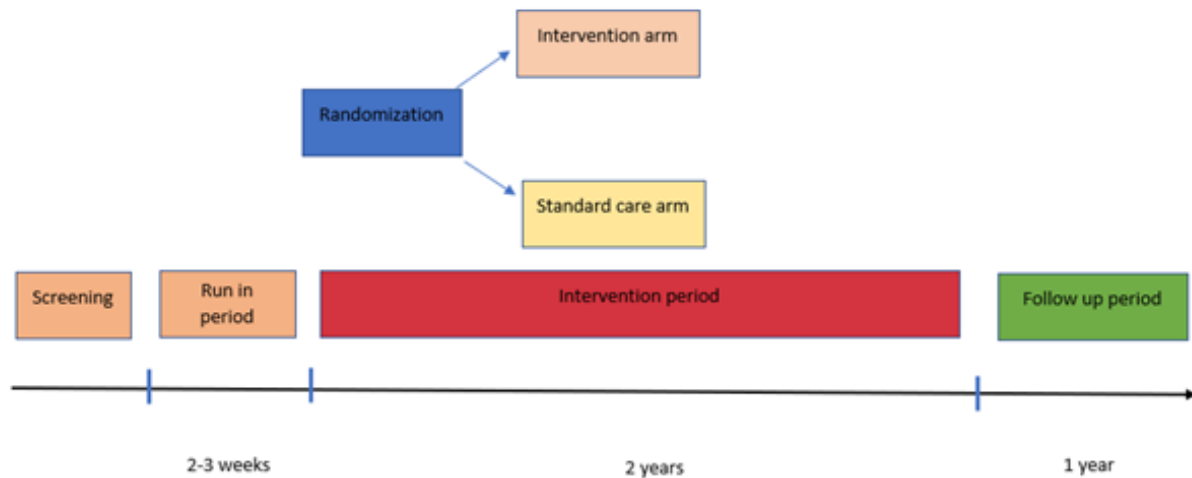 Intervention arm
Randomization
Standard care arm
Screening
Run in
period
Intervention period
Follow up period
2-3 weeks
2 years
1 year